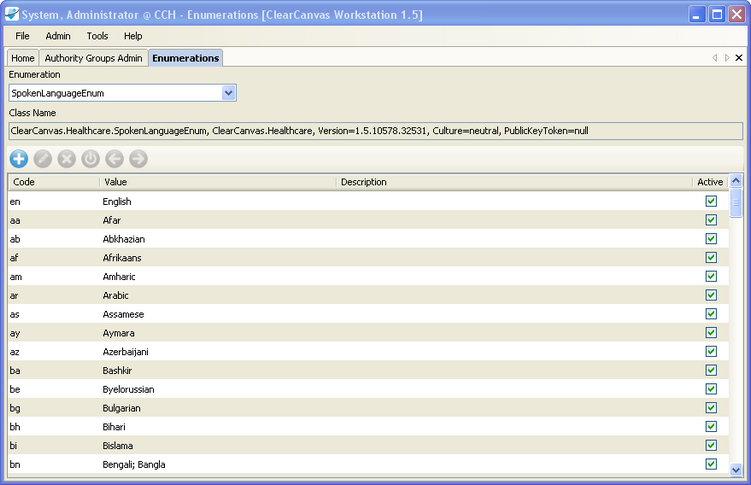 System, Administrator @ CCH - Enumerations [ClearCanvas Workstation 1.5]
File Admin Tools Help
Home Authority Groups Admin Enumerations
Enumeration
SpokenLanguageEnum
Class Name
ClearCanvas.Healthcare.SpokenLanguageEnum, ClearCanvas.Healthcare, Version=1.5.10578.32531, Culture=neutral, PublicKeyToken=null
Code Value Description Active
en English
aa Afar
ab Abkhazian
af Afrikaans
am Amharic
ar Arabic
as Assamese
ay Aymara
az Azerbaijani
ba Bashkir
be Byelorussian
bg Bulgarian
bh Bihari
bi Bislama
bn Bengali; Bangla